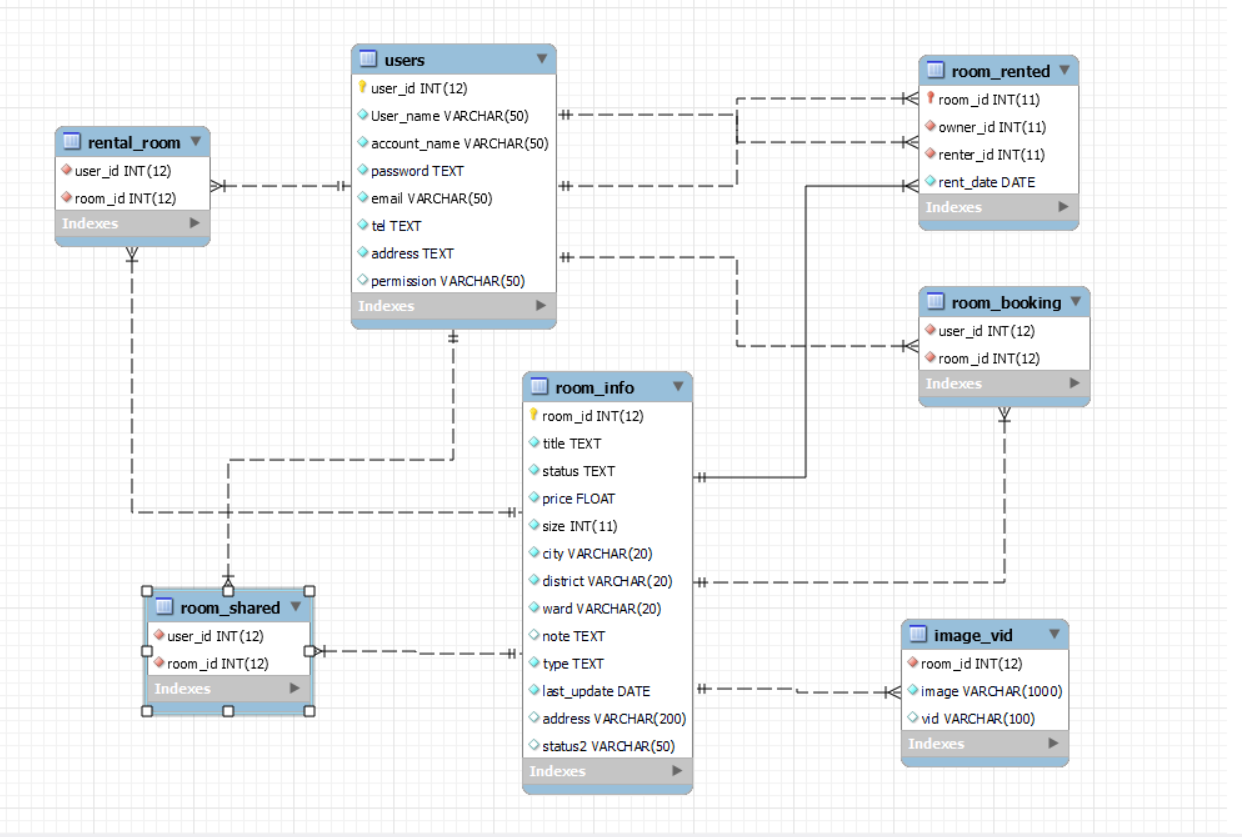 users
user_id INT(12)
User_name VARCHAR(50)
account_name VARCHAR(50)
password TEXT
email VARCHAR(50)
tel TEXT
address TEXT
permission VARCHAR(50)
Indexes
room_rented
room_id INT(11)
owner_id INT(11)
renter_id INT(11)
rent_date DATE
Indexes
rental_room
user_id INT(12)
room_id INT(12)
Indexes
room_booking
user_id INT(12)
room_id INT(12)
Indexes
room_info
room_id INT(12)
title TEXT
status TEXT
price FLOAT
size INT(11)
city VARCHAR(20)
district VARCHAR(20)
ward VARCHAR(20)
note TEXT
type TEXT
last_update DATE
address VARCHAR(200)
status2 VARCHAR(50)
Indexes
room_shared
user_id INT(12)
room_id INT(12)
Indexes
image_vid
room_id INT(12)
image VARCHAR(1000)
vid VARCHAR(100)
Indexes